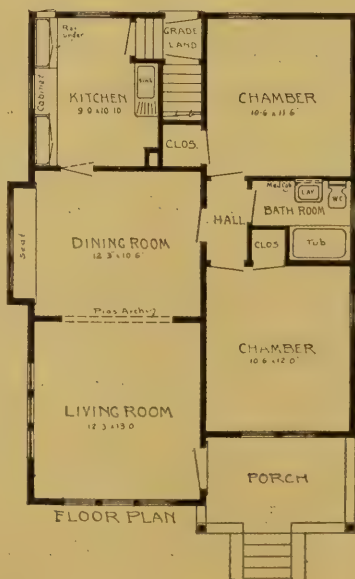 Ref.
under
GRADE
LAND
Cabinet
Sink
KITCHEN
9·0 x 10·10
CHAMBER
10·6 x 11·6"
CLOS.
Med Cab
LAV
WC
HALL
BATH ROOM
Seat
DINING ROOM
12·3" x 10·6"
CLOS
Tub
CHAMBER
10·6 x 12·0"
LIVING ROOM
12·3 x 13·0
PORCH
FLOOR PLAN